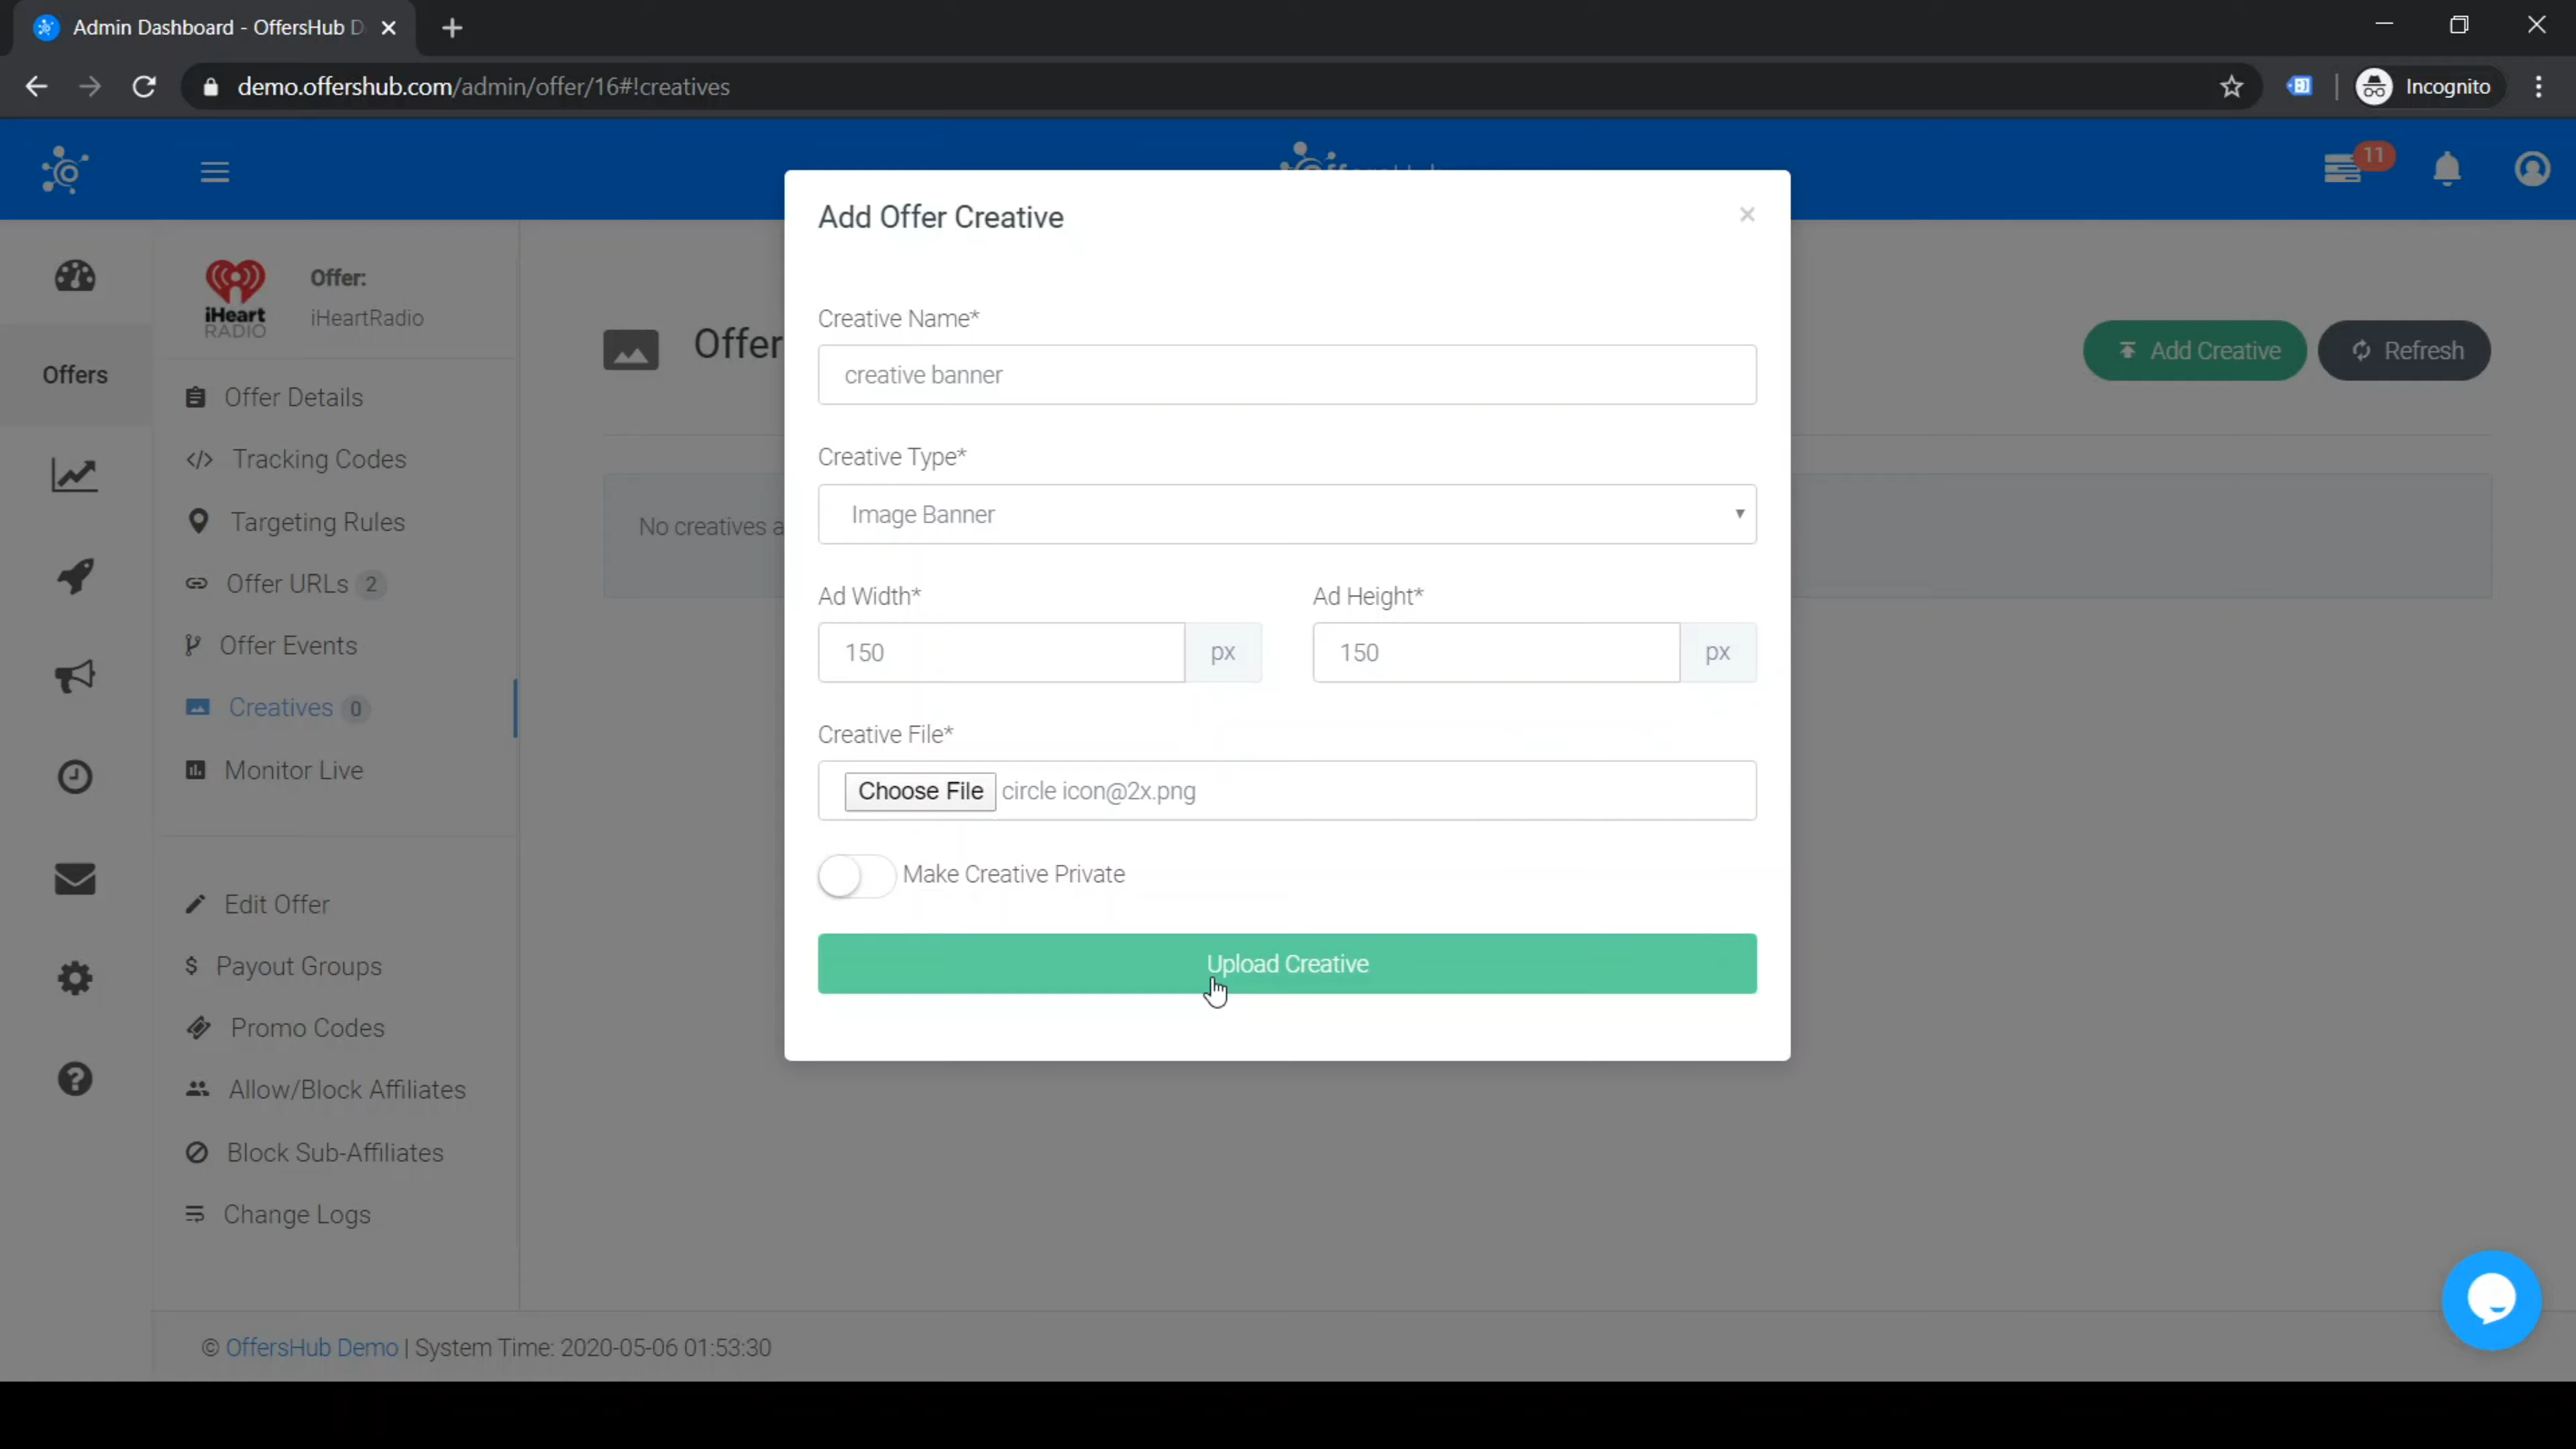 Admin Dashboard - OffersHub D
demo.offershub.com/admin/offer/16#!creatives
Incognito
11
iHeart
RADIO
Offer:
iHeartRadio
Offers
Offer Details
Tracking Codes
Targeting Rules
Offer URLs 2
Offer Events
Creatives 0
Monitor Live
Edit Offer
$ Payout Groups
Promo Codes
Allow/Block Affiliates
Block Sub-Affiliates
Change Logs
Offer
Add Creative
Refresh
No creatives a
Add Offer Creative
×
Creative Name*
creative banner
Creative Type*
Image Banner
Ad Width* Ad Height*
150 px 150 px
Creative File*
Choose File circle icon@2x.png
Make Creative Private
Upload Creative
© OffersHub Demo | System Time: 2020-05-06 01:53:30